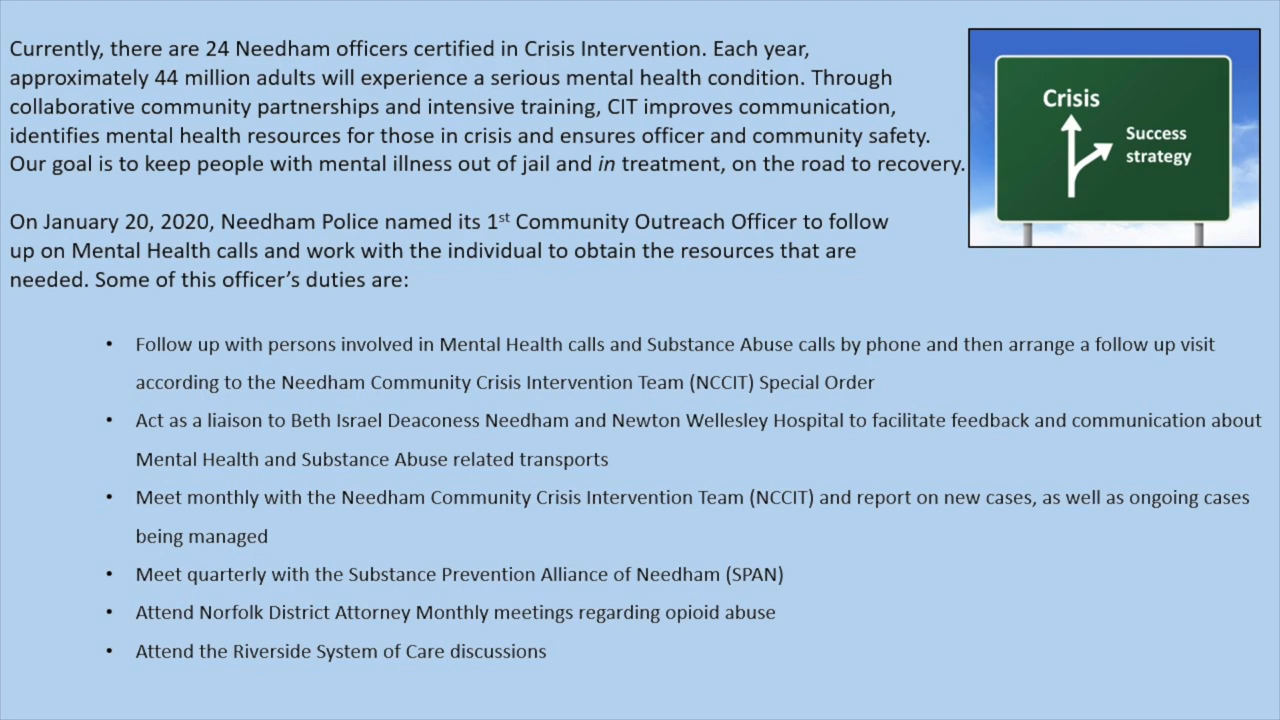 Currently, there are 24 Needham officers certified in Crisis Intervention. Each year,
approximately 44 million adults will experience a serious mental health condition. Through
collaborative community partnerships and intensive training, CIT improves communication,
identifies mental health resources for those in crisis and ensures officer and community safety.
Our goal is to keep people with mental illness out of jail and in treatment, on the road to recovery.
Crisis
Success
strategy
On January 20, 2020, Needham Police named its 1st Community Outreach Officer to follow
up on Mental Health calls and work with the individual to obtain the resources that are
needed. Some of this officer’s duties are:
• Follow up with persons involved in Mental Health calls and Substance Abuse calls by phone and then arrange a follow up visit
according to the Needham Community Crisis Intervention Team (NCCIT) Special Order
• Act as a liaison to Beth Israel Deaconess Needham and Newton Wellesley Hospital to facilitate feedback and communication about
Mental Health and Substance Abuse related transports
• Meet monthly with the Needham Community Crisis Intervention Team (NCCIT) and report on new cases, as well as ongoing cases
being managed
• Meet quarterly with the Substance Prevention Alliance of Needham (SPAN)
• Attend Norfolk District Attorney Monthly meetings regarding opioid abuse
• Attend the Riverside System of Care discussions